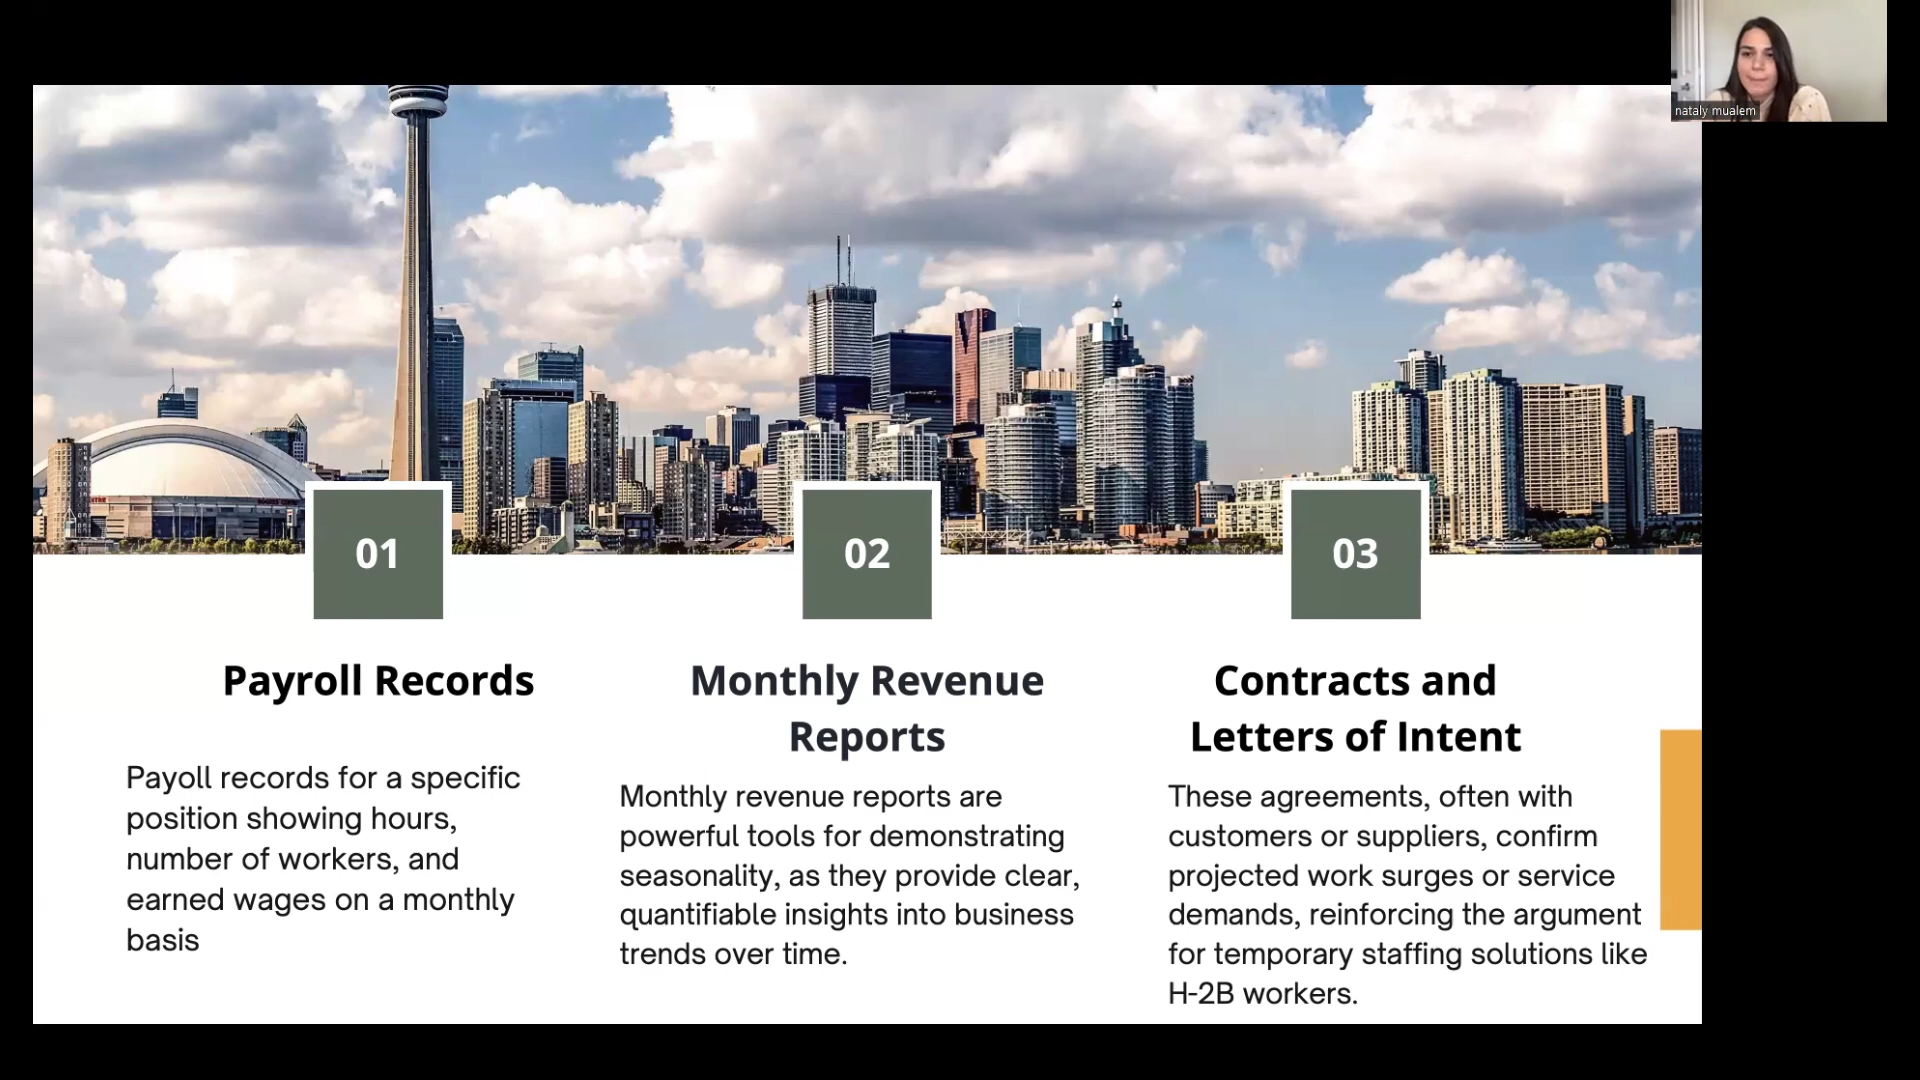 nataly mualem
01
02
03
Payroll Records
Payoll records for a specific
position showing hours,
number of workers, and
earned wages on a monthly
basis
Monthly Revenue
Reports
Monthly revenue reports are
powerful tools for demonstrating
seasonality, as they provide clear,
quantifiable insights into business
trends over time.
Contracts and
Letters of Intent
These agreements, often with
customers or suppliers, confirm
projected work surges or service
demands, reinforcing the argument
for temporary staffing solutions like
H-2B workers.